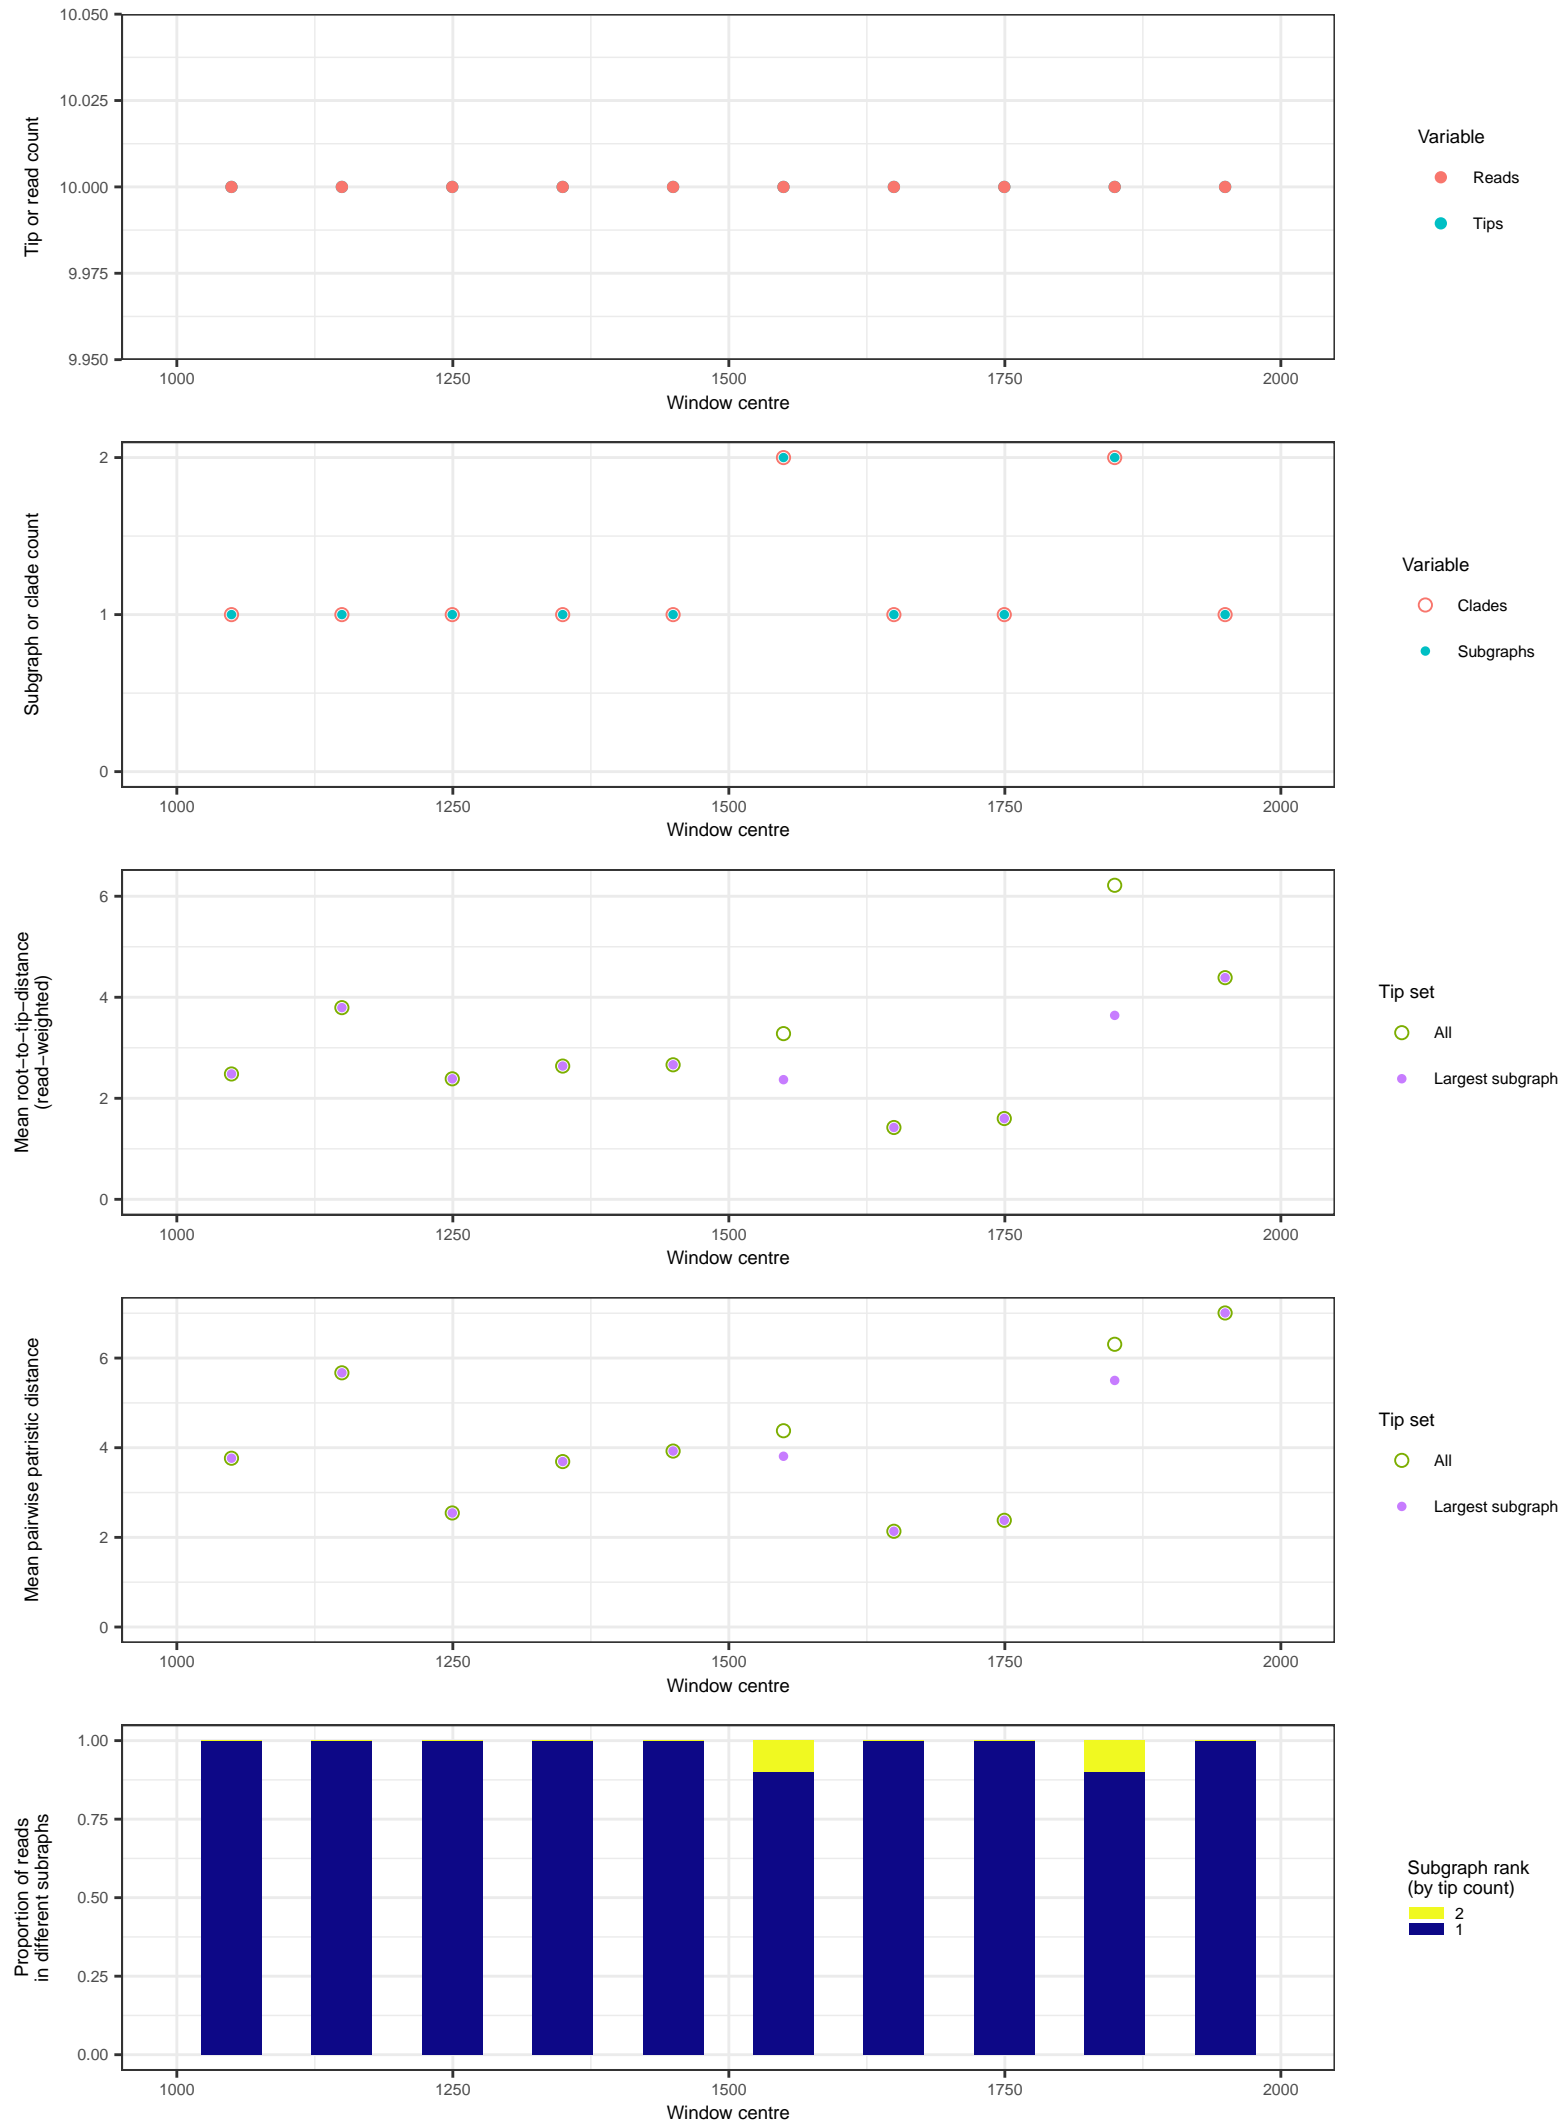 10.050
10.025
10.000
9.975
9.950
Tip or read count
1000 1250 1500 1750 2000
Window centre
Variable
Reads
Tips
2
1
0
Subgraph or clade count
1000 1250 1500 1750 2000
Window centre
Variable
Clades
Subgraphs
6
4
2
0
Mean root−to−tip−distance
(read−weighted)
1000 1250 1500 1750 2000
Window centre
Tip set
All
Largest subgraph
6
4
2
0
Mean pairwise patristic distance
1000 1250 1500 1750 2000
Window centre
Tip set
All
Largest subgraph
1.00
0.75
0.50
0.25
0.00
Proportion of reads
in different subraphs
1000 1250 1500 1750 2000
Window centre
Subgraph rank
(by tip count)
2
1